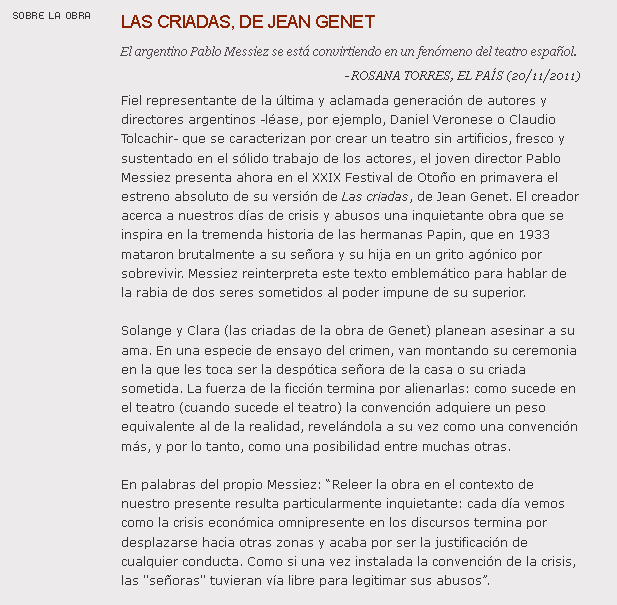 SOBRE LA OBRA
LAS CRIADAS, DE JEAN GENET
El argentino Pablo Messiez se está convirtiendo en un fenómeno del teatro español.
-ROSANA TORRES, EL PAÍS (20/11/2011)
Fiel representante de la última y aclamada generación de autores y
directores argentinos -léase, por ejemplo, Daniel Veronese o Claudio
Tolcachir- que se caracterizan por crear un teatro sin artificios, fresco y
sustentado en el sólido trabajo de los actores, el joven director Pablo
Messiez presenta ahora en el XXIX Festival de Otoño en primavera el
estreno absoluto de su versión de Las criadas, de Jean Genet. El creador
acerca a nuestros días de crisis y abusos una inquietante obra que se
inspira en la tremenda historia de las hermanas Papin, que en 1933
mataron brutalmente a su señora y su hija en un grito agónico por
sobrevivir. Messiez reinterpreta este texto emblemático para hablar de
la rabia de dos seres sometidos al poder impune de su superior.
Solange y Clara (las criadas de la obra de Genet) planean asesinar a su
ama. En una especie de ensayo del crimen, van montando su ceremonia
en la que les toca ser la despótica señora de la casa o su criada
sometida. La fuerza de la ficción termina por alienarlas: como sucede en
el teatro (cuando sucede el teatro) la convención adquiere un peso
equivalente al de la realidad, revelándola a su vez como una convención
más, y por lo tanto, como una posibilidad entre muchas otras.
En palabras del propio Messiez: “Releer la obra en el contexto de
nuestro presente resulta particularmente inquietante: cada día vemos
como la crisis económica omnipresente en los discursos termina por
desplazarse hacia otras zonas y acaba por ser la justificación de
cualquier conducta. Como si una vez instalada la convención de la crisis,
las "señoras" tuvieran vía libre para legitimar sus abusos”.